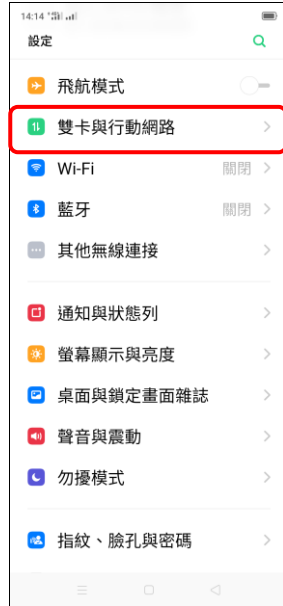 14:14
設定
飛航模式
雙卡與行動網路
Wi-Fi 關閉
藍牙 關閉
其他無線連接
通知與狀態列
螢幕顯示與亮度
桌面與鎖定畫面雜誌
聲音與震動
勿擾模式
指紋、臉孔與密碼